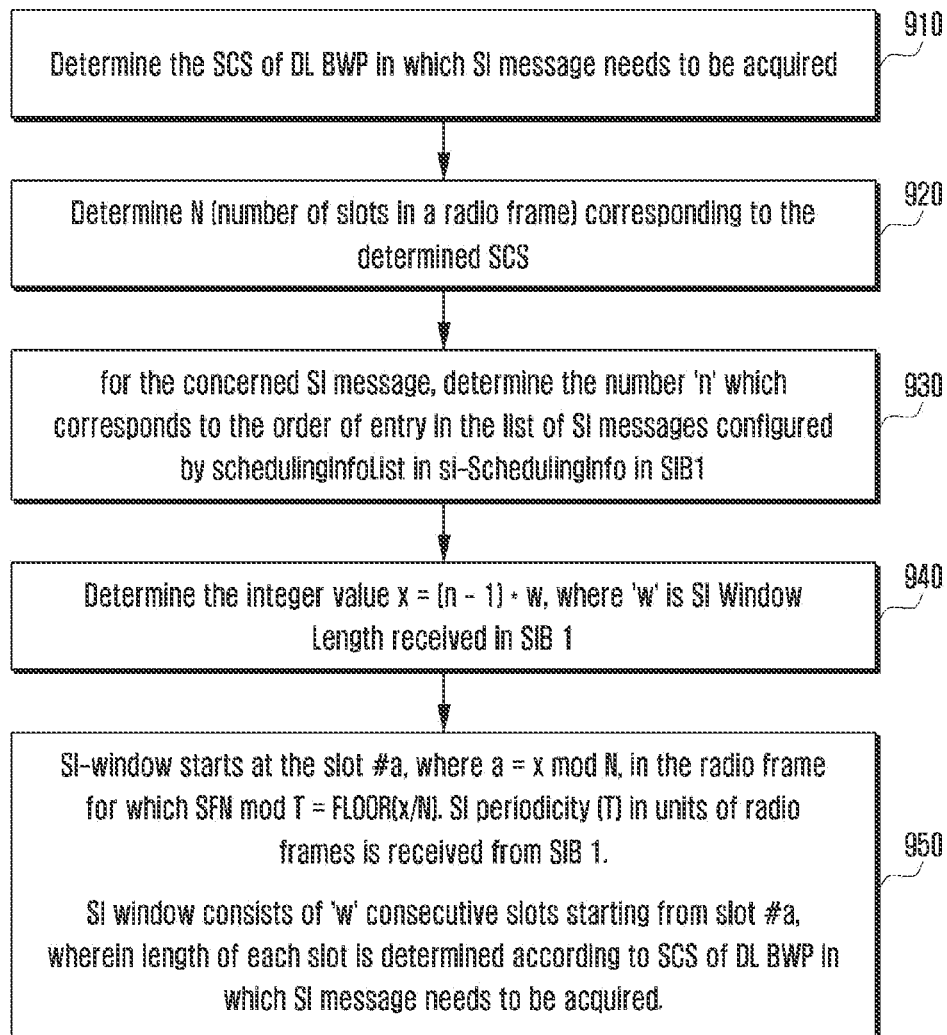 910
Determine the SCS of DL BWP in which SI message needs to be acquired
920
Determine N (number of slots in a radio frame) corresponding to the
determined SCS
930
for the concerned SI message, determine the number 'n' which
corresponds to the order of entry in the list of SI messages configured
by schedulingInfoList in si-SchedulingInfo in SIB1
940
Determine the integer value x = (n - 1) * w, where 'w' is SI Window
Length received in SIB 1
950
SI-window starts at the slot #a, where a = x mod N, in the radio frame
for which SFN mod T = FLOOR(x/N). SI periodicity (T) in units of radio
frames is received from SIB 1.
SI window consists of 'w' consecutive slots starting from slot #a,
wherein length of each slot is determined according to SCS of DL BWP in
which SI message needs to be acquired.